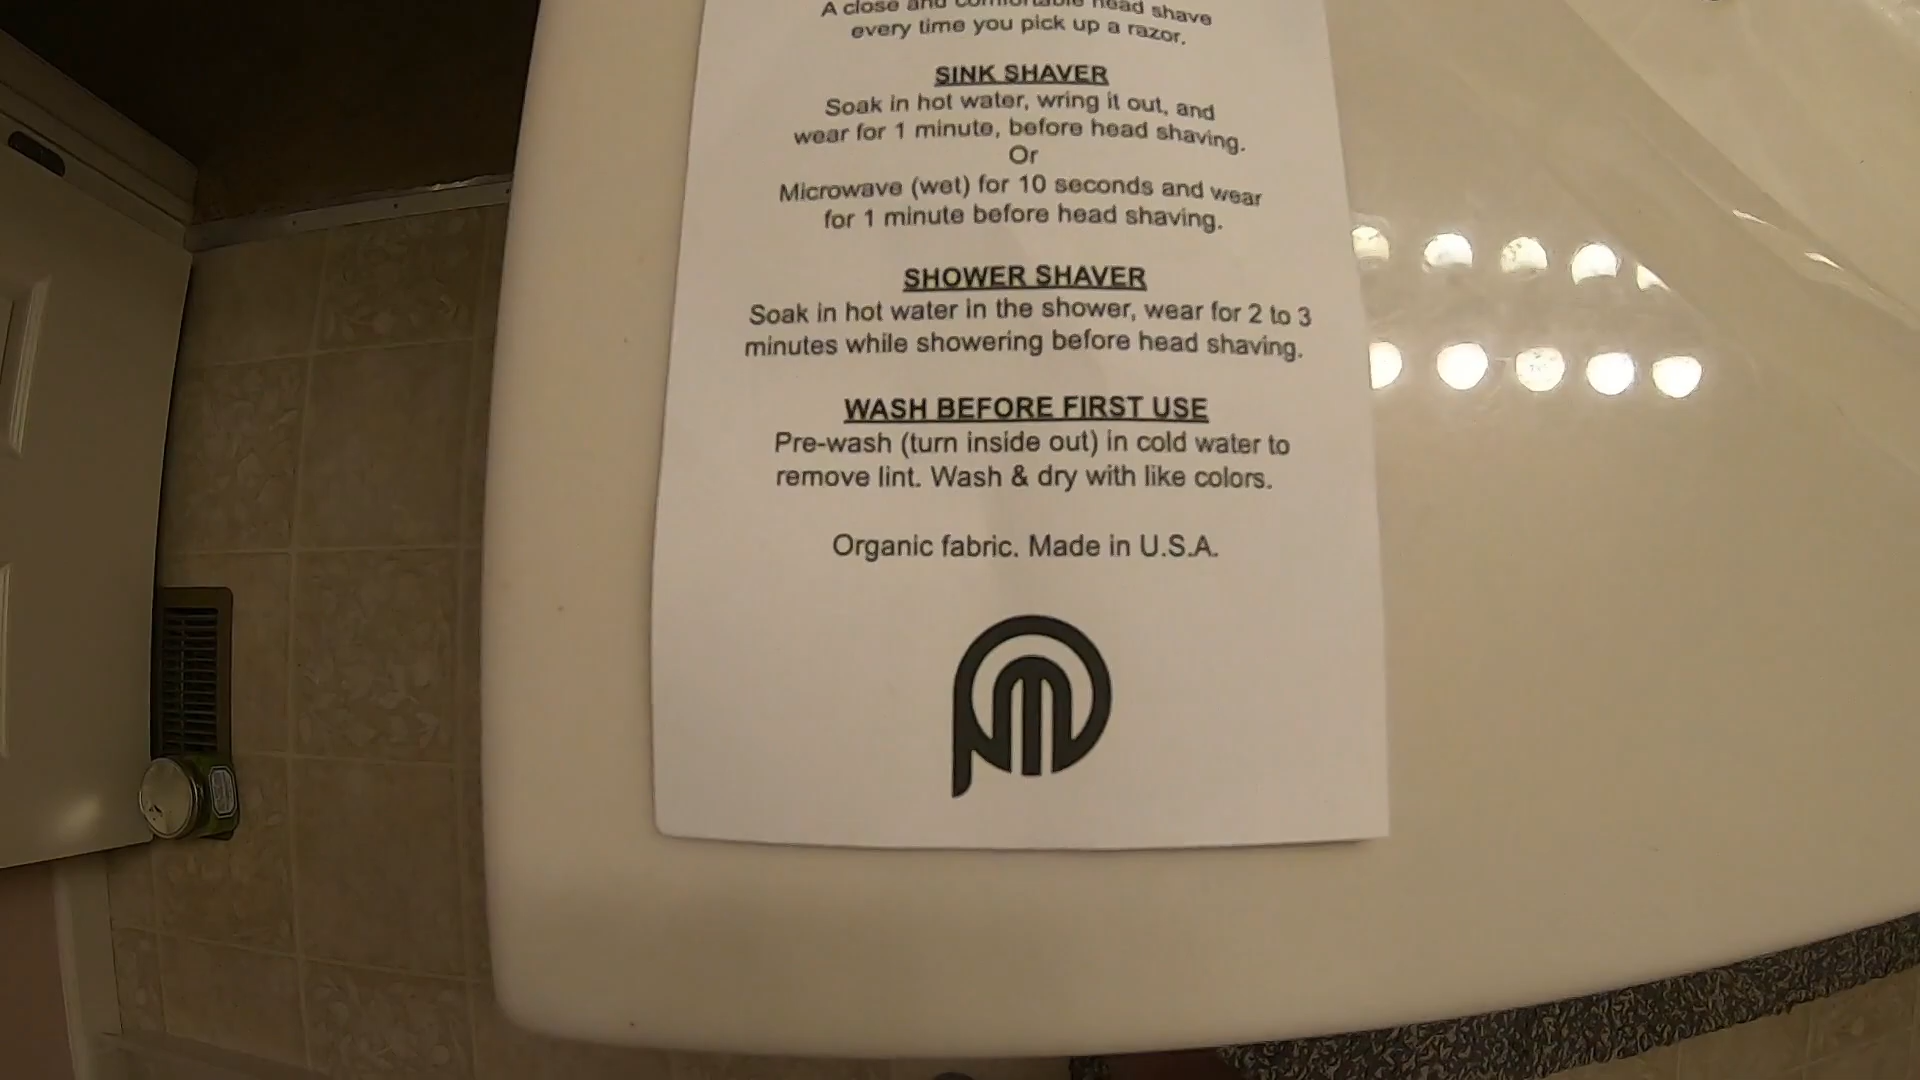 A close and comfortable head shave
every time you pick up a razor.
SINK SHAVER
Soak in hot water, wring it out, and
wear for 1 minute, before head shaving.
Or
Microwave (wet) for 10 seconds and wear
for 1 minute before head shaving.
SHOWER SHAVER
Soak in hot water in the shower, wear for 2 to 3
minutes while showering before head shaving.
WASH BEFORE FIRST USE
Pre-wash (turn inside out) in cold water to
remove lint. Wash & dry with like colors.
Organic fabric. Made in U.S.A.